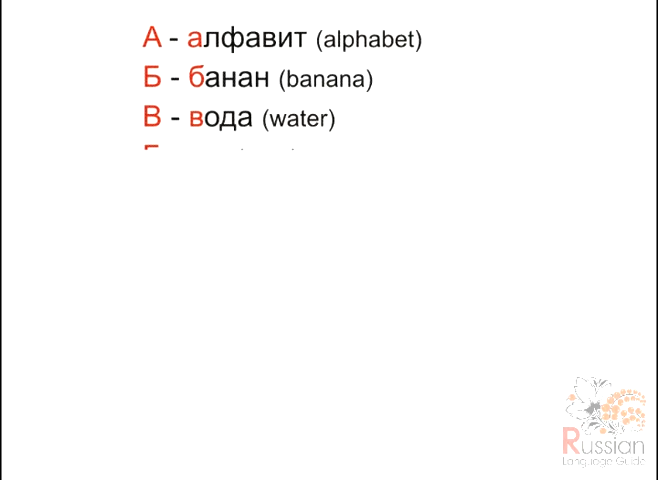 А - алфавит (alphabet)
Б - банан (banana)
В - вода (water)
Russian
Language Guide